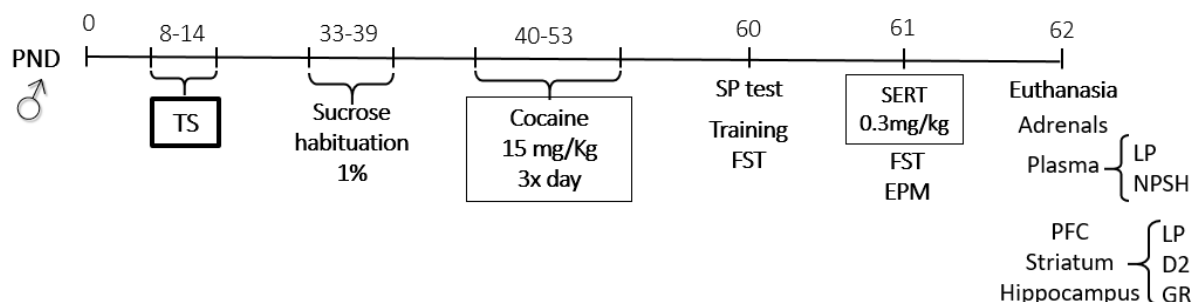 0 8-14 33-39 40-53 60 61 62
PND
TS
Sucrose
habituation
1%
Cocaine
15 mg/Kg
3x day
SP test
Training
FST
SERT
0.3mg/kg
FST
EPM
Euthanasia
Adrenals
Plasma
LP
NPSH
PFC
Striatum
Hippocampus
LP
D2
GR